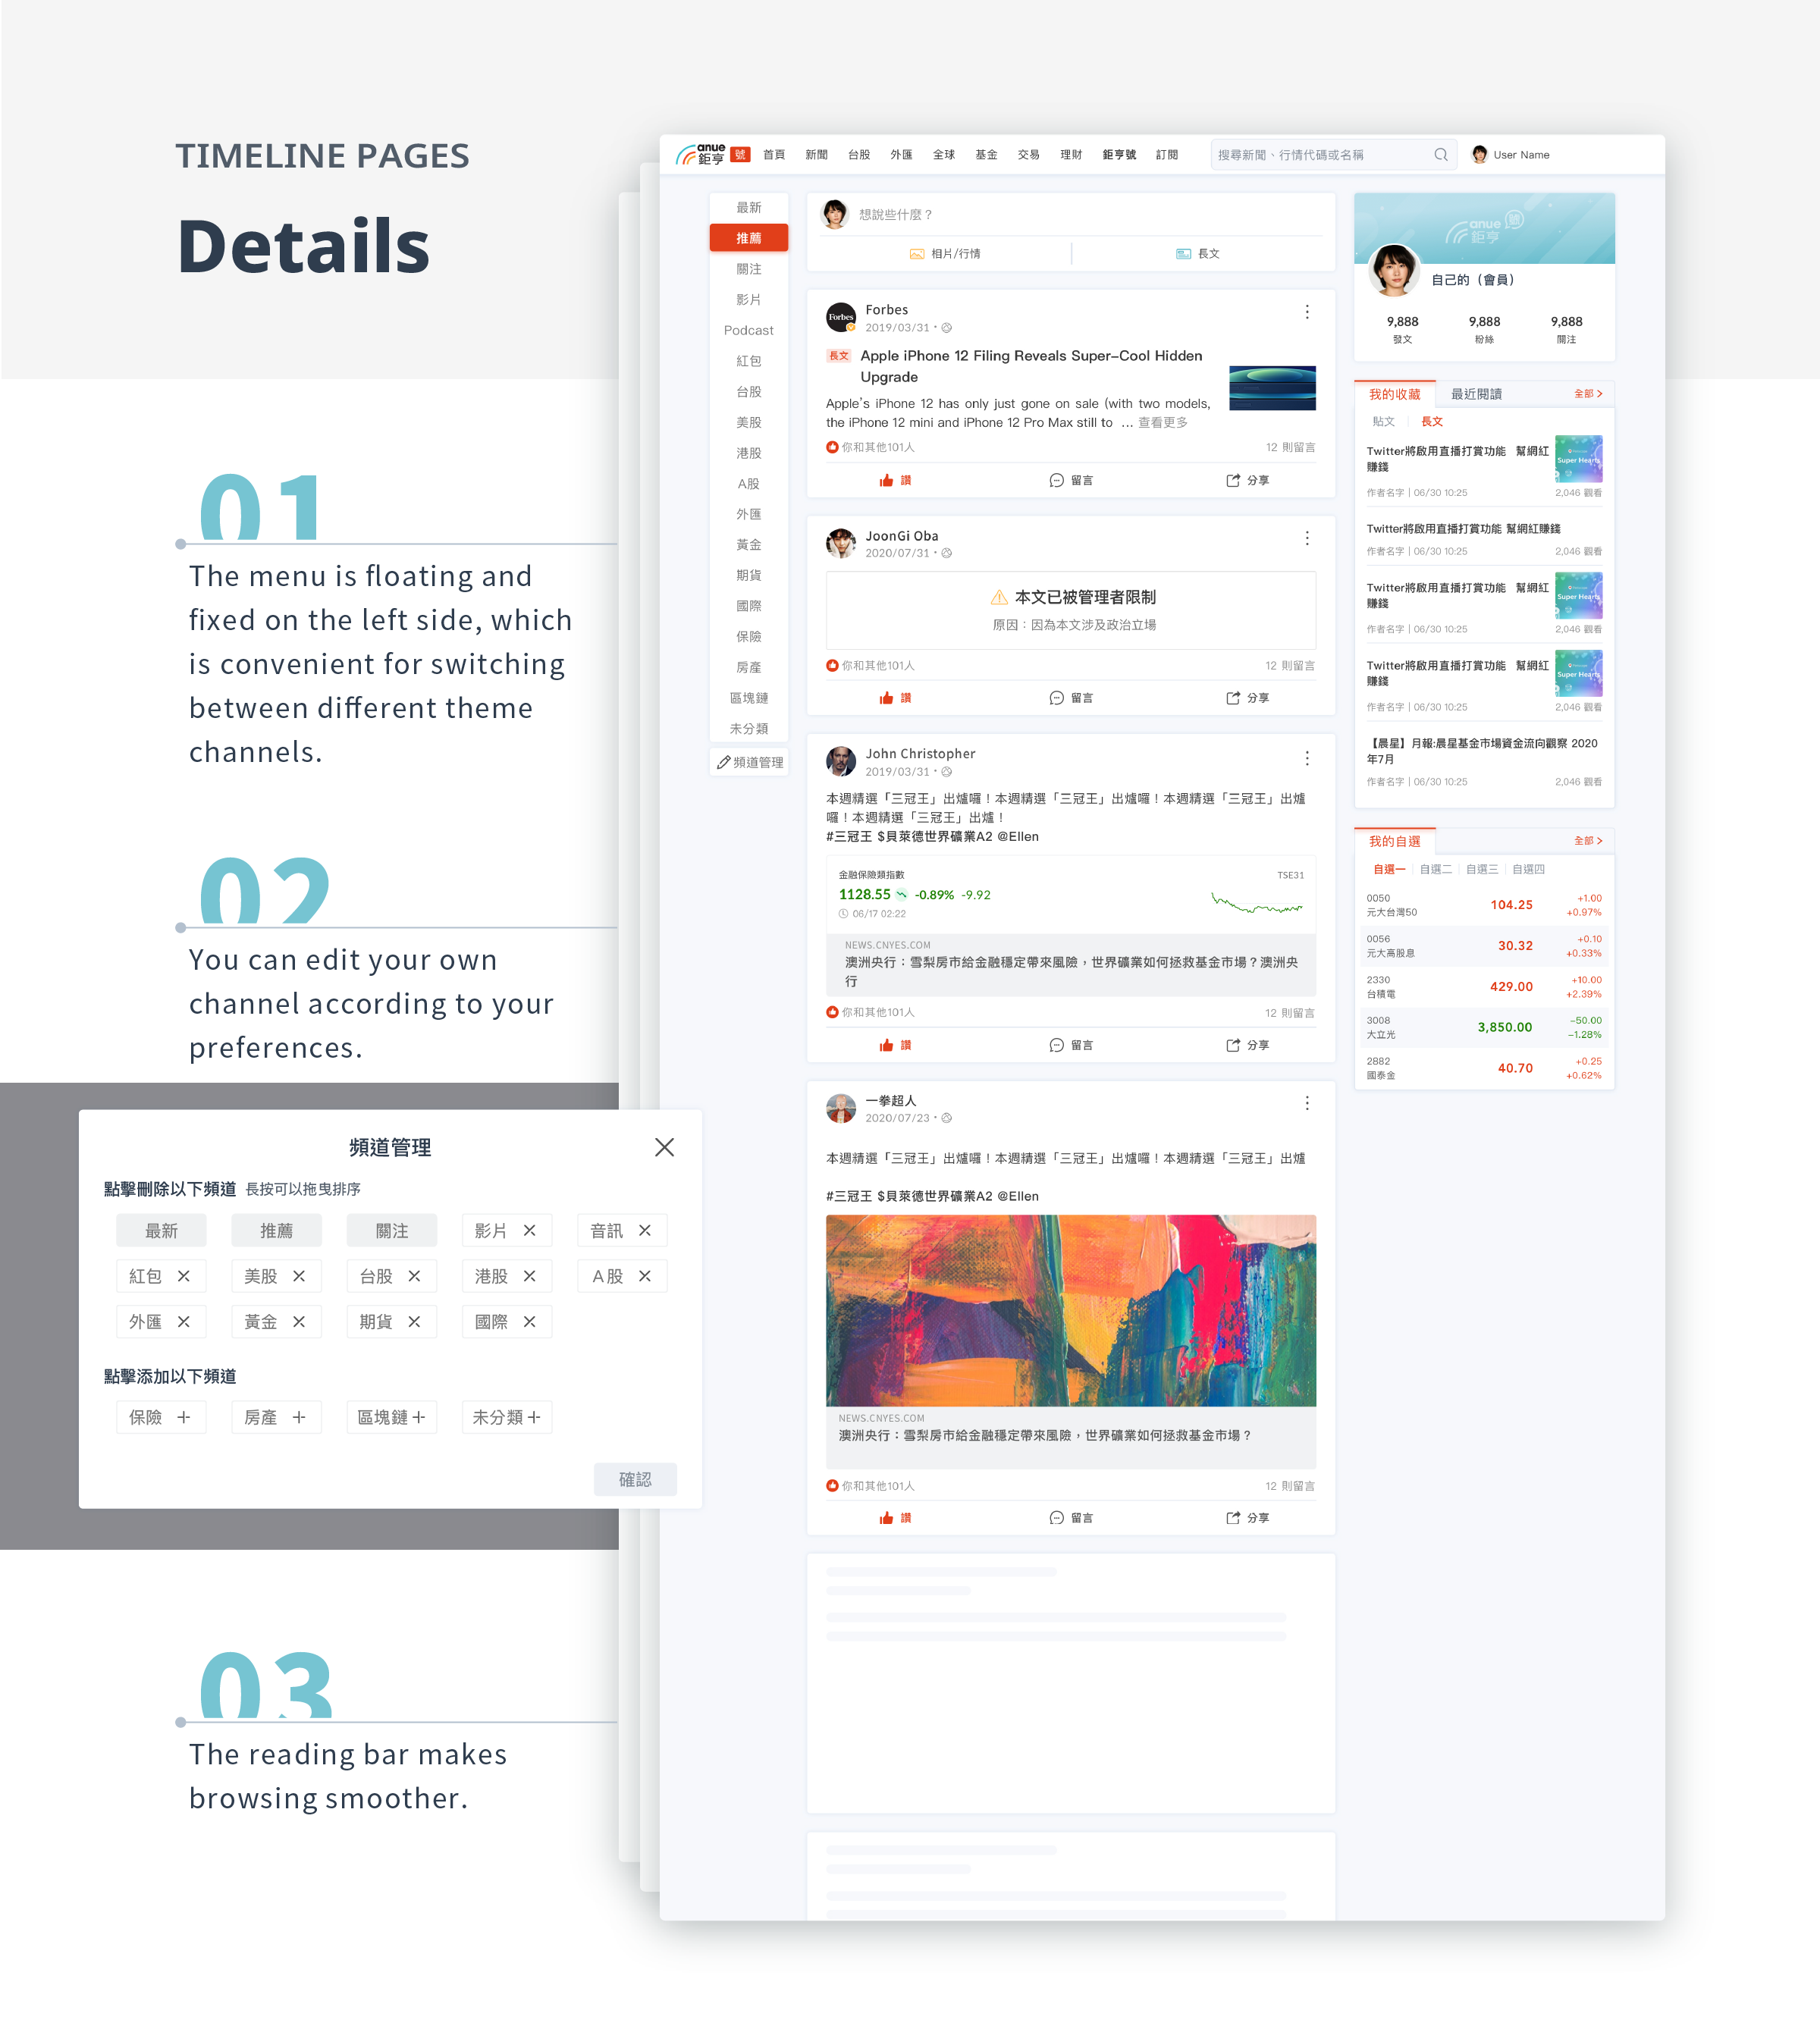 TIMELINE PAGES
Details
01
The menu is floating and
fixed on the left side, which
is convenient for switching
between different theme
channels.
02
You can edit your own
channel according to your
preferences.
頻道管理
點擊刪除以下頻道 長按可以拖曳排序
最新 推薦 關注 影片 音訊
紅包 美股 台股 港股 A股
外匯 黃金 期貨 國際
點擊添加以下頻道
保險 房產 區塊鏈 未分類
確認
03
The reading bar makes
browsing smoother.
anue
鉅亨 號 首頁 新聞 台股 外匯 全球 基金 交易 理財 鉅亨號 訂閱 搜尋新聞、行情代碼或名稱 User Name
最新
推薦
關注
影片
Podcast
紅包
台股
美股
港股
A股
外匯
黃金
期貨
國際
保險
房產
區塊鏈
未分類
頻道管理
想說些什麼？
相片/行情 長文
Forbes
Forbes
2019/03/31
長文 Apple iPhone 12 Filing Reveals Super-Cool Hidden
Upgrade
Apple's iPhone 12 has only just gone on sale (with two models,
the iPhone 12 mini and iPhone 12 Pro Max still to ... 查看更多
你和其他101人 12 則留言
讚 留言 分享
JoonGi Oba
2020/07/31
本文已被管理者限制
原因：因為本文涉及政治立場
你和其他101人 12 則留言
讚 留言 分享
John Christopher
2019/03/31
本週精選「三冠王」出爐囉！本週精選「三冠王」出爐囉！本週精選「三冠王」出爐
囉！本週精選「三冠王」出爐！
#三冠王 $貝萊德世界礦業A2 @Ellen
金融保險類指數 TSE31
1128.55 -0.89% -9.92
06/17 02:22
NEWS.CNYES.COM
澳洲央行：雪梨房市給金融穩定帶來風險，世界礦業如何拯救基金市場？澳洲央
行
你和其他101人 12 則留言
讚 留言 分享
一拳超人
2020/07/23
本週精選「三冠王」出爐囉！本週精選「三冠王」出爐囉！本週精選「三冠王」出爐
#三冠王 $貝萊德世界礦業A2 @Ellen
NEWS.CNYES.COM
澳洲央行：雪梨房市給金融穩定帶來風險，世界礦業如何拯救基金市場？
你和其他101人 12 則留言
讚 留言 分享
anue 號
鉅亨
自己的（會員）
9,888 9,888 9,888
發文 粉絲 關注
我的收藏 最近閱讀 全部
貼文 長文
Twitter將啟用直播打賞功能 幫網紅
賺錢
Super Hearts
作者名字 | 06/30 10:25 2,046 觀看
Twitter將啟用直播打賞功能 幫網紅賺錢
作者名字 | 06/30 10:25 2,046 觀看
Twitter將啟用直播打賞功能 幫網紅
賺錢
Super Hearts
作者名字 | 06/30 10:25 2,046 觀看
Twitter將啟用直播打賞功能 幫網紅
賺錢
Super Hearts
作者名字 | 06/30 10:25 2,046 觀看
【晨星】月報:晨星基金市場資金流向觀察 2020
年7月
作者名字 | 06/30 10:25 2,046 觀看
我的自選 全部
自選一 自選二 自選三 自選四
0050 104.25 +1.00
元大台灣50 +0.97%
0056 30.32 +0.10
元大高股息 +0.33%
2330 429.00 +10.00
台積電 +2.39%
3008 3,850.00 -50.00
大立光 -1.28%
2882 40.70 +0.25
國泰金 +0.62%